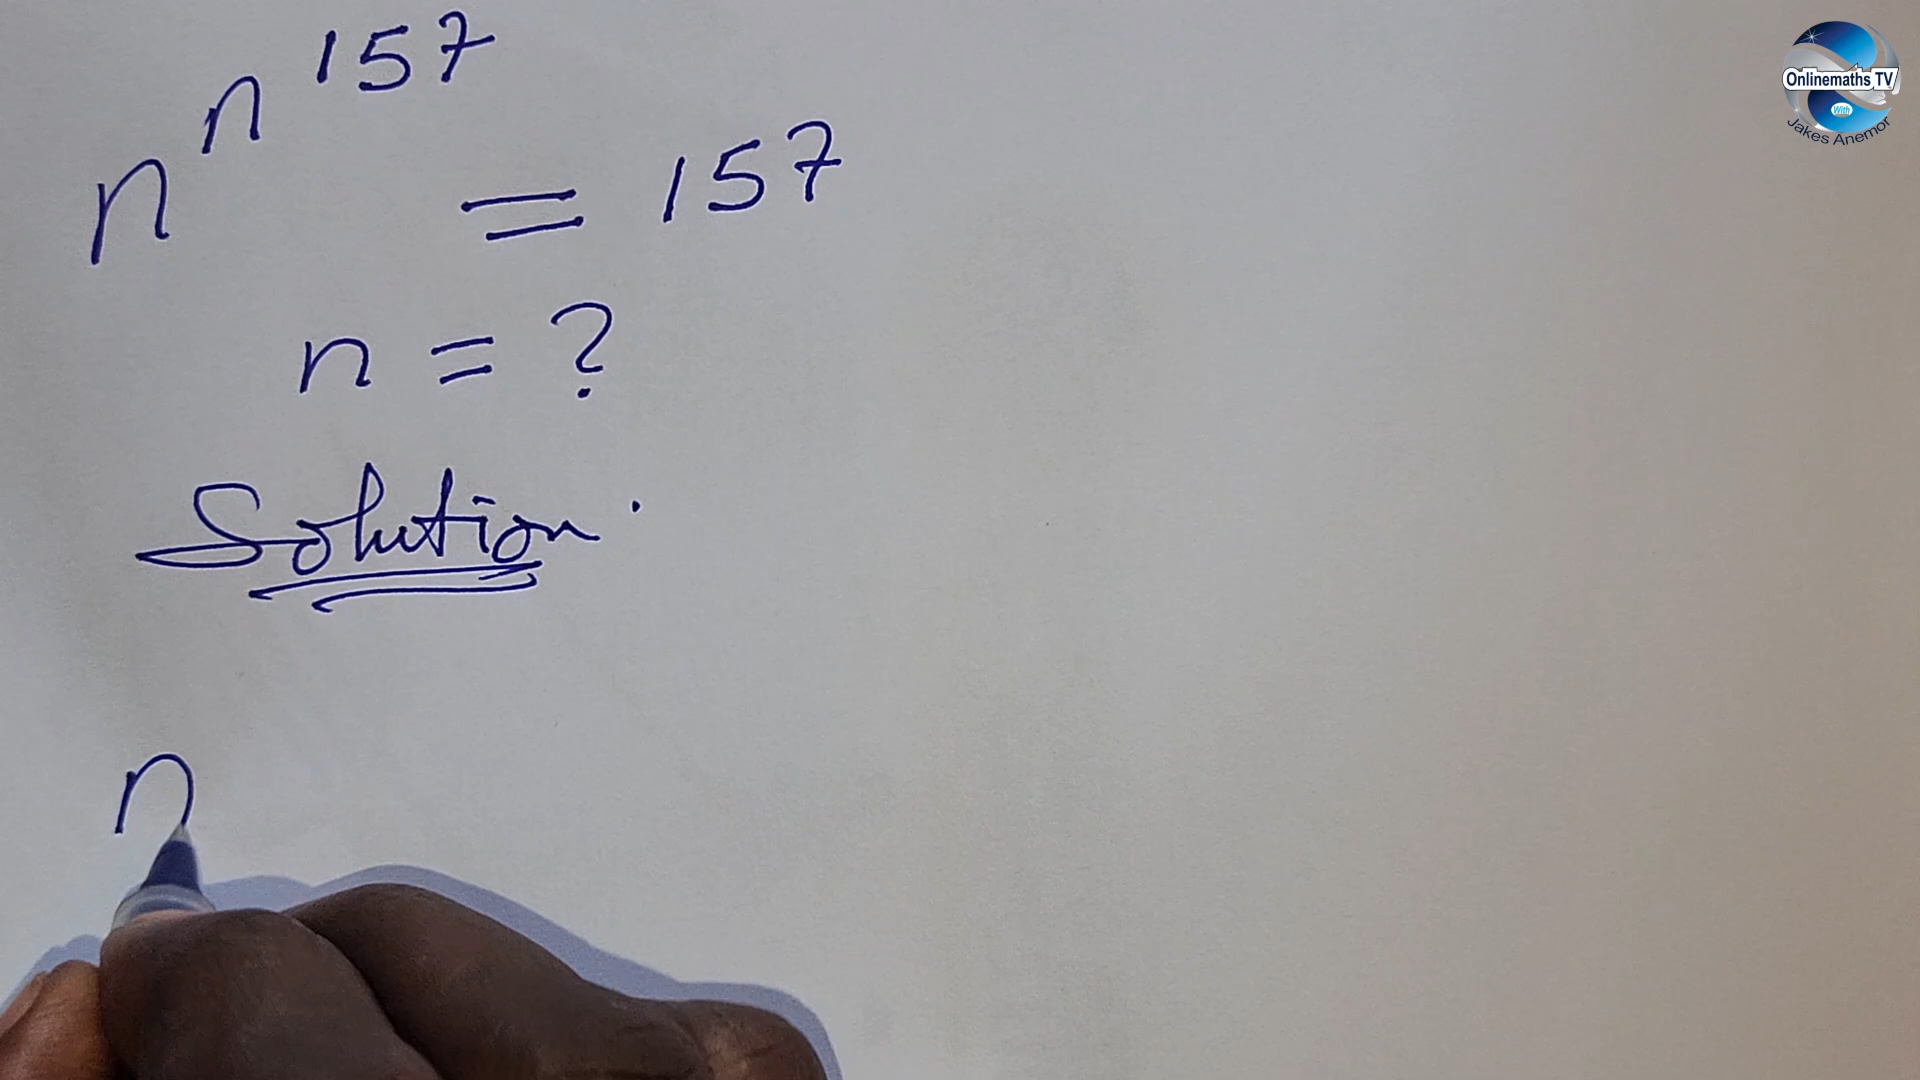 n^n^157 = 157
n = ?
Solution.
n
Onlinemaths TV
With
Jakes Anemor